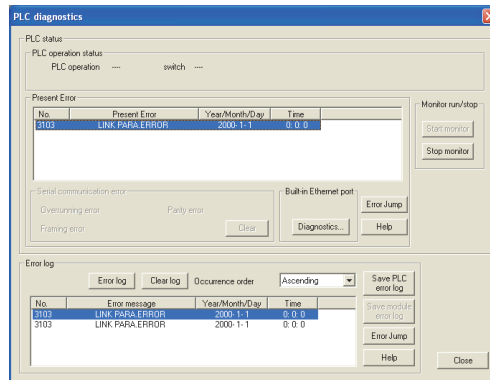 PLC diagnostics
PLC status
PLC operation status
PLC operation ---- switch ----
Present Error
No. Present Error Year/Month/Day Time
3103 LINK PARA.ERROR 2000- 1- 1 0: 0: 0
Monitor run/stop
Start monitor
Stop monitor
Serial communication error
Overrunning error Parity error
Framing error Clear
Built-in Ethernet port
Diagnostics...
Error Jump
Help
Error log
Error log Clear log Occurrence order Ascending
Save PLC
error log
No. Error message Year/Month/Day Time
3103 LINK PARA.ERROR 2000- 1- 1 0: 0: 0
3103 LINK PARA.ERROR 2000- 1- 1 0: 0: 0
Save module
error log
Error Jump
Help
Close